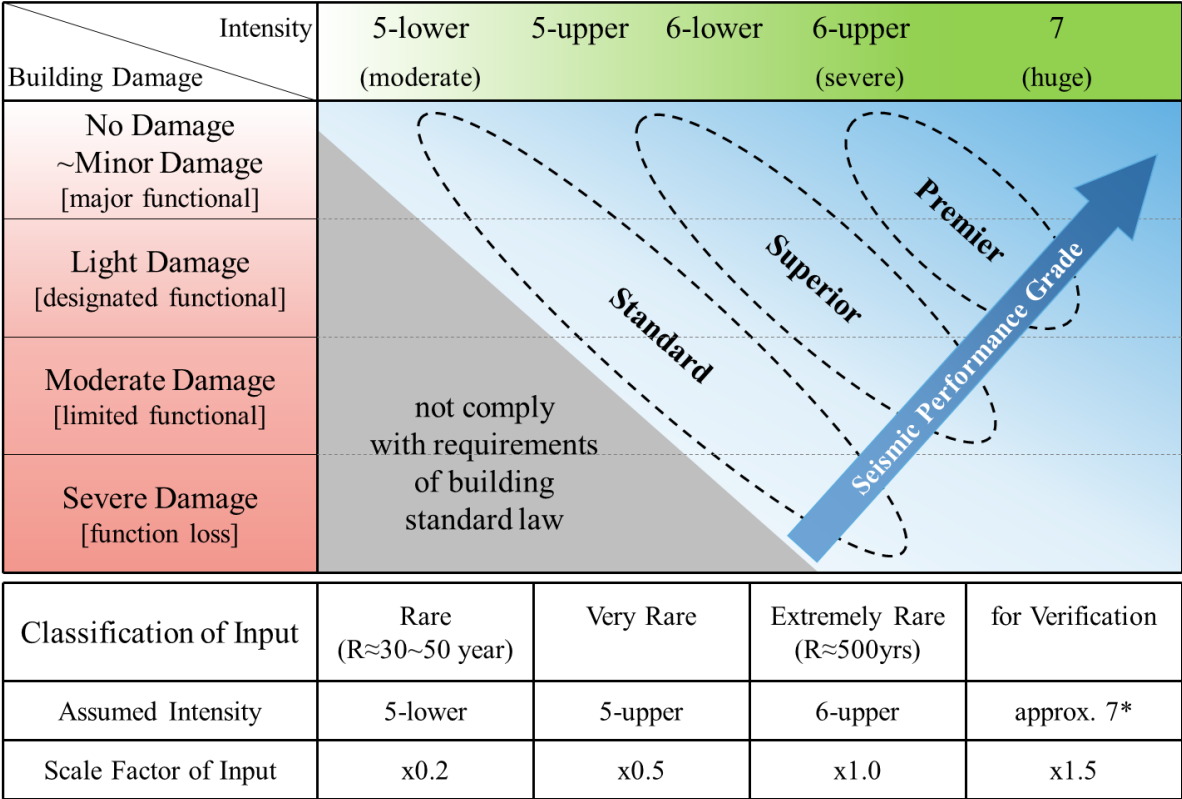 Intensity
Building Damage
5-lower 5-upper 6-lower 6-upper 7
(moderate) (severe) (huge)
No Damage
~Minor Damage
[major functional]
Light Damage
[designated functional]
Moderate Damage
[limited functional]
Severe Damage
[function loss]
Standard
Superior
Premier
Seismic Performance Grade
not comply
with requirements
of building
standard law
Classification of Input
Rare
(R≈30~50 year)
Very Rare
Extremely Rare
(R≈500yrs)
for Verification
Assumed Intensity 5-lower 5-upper 6-upper approx. 7*
Scale Factor of Input x0.2 x0.5 x1.0 x1.5